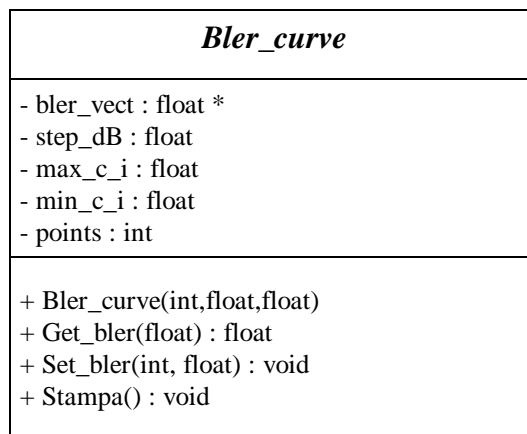 Bler_curve
- bler_vect : float *
- step_dB : float
- max_c_i : float
- min_c_i : float
- points : int
+ Bler_curve(int,float,float)
+ Get_bler(float) : float
+ Set_bler(int, float) : void
+ Stampa() : void